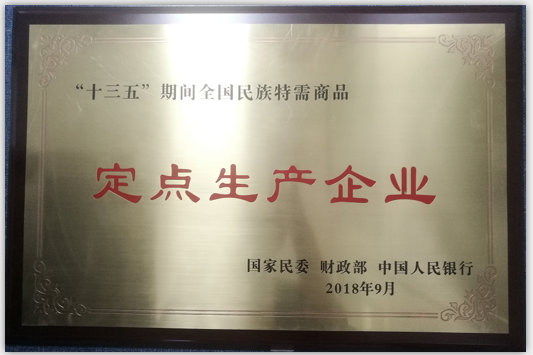 “十三五”期间全国民族特需商品
定点生产企业
国家民委 财政部 中国人民银行
2018年9月